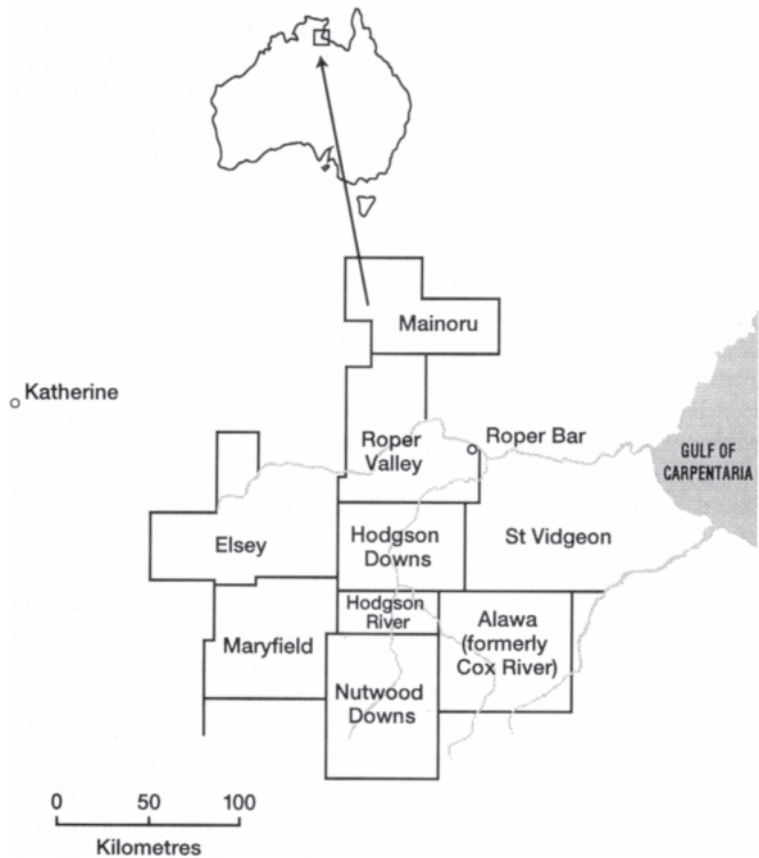 Mainoru
Katherine
Roper
Valley
Roper Bar
GULF OF
CARPENTARIA
Elsey
Hodgson
Downs
St Vidgeon
Hodgson
River
Alawa
(formerly
Cox River)
Maryfield
Nutwood
Downs
0 50 100
Kilometres